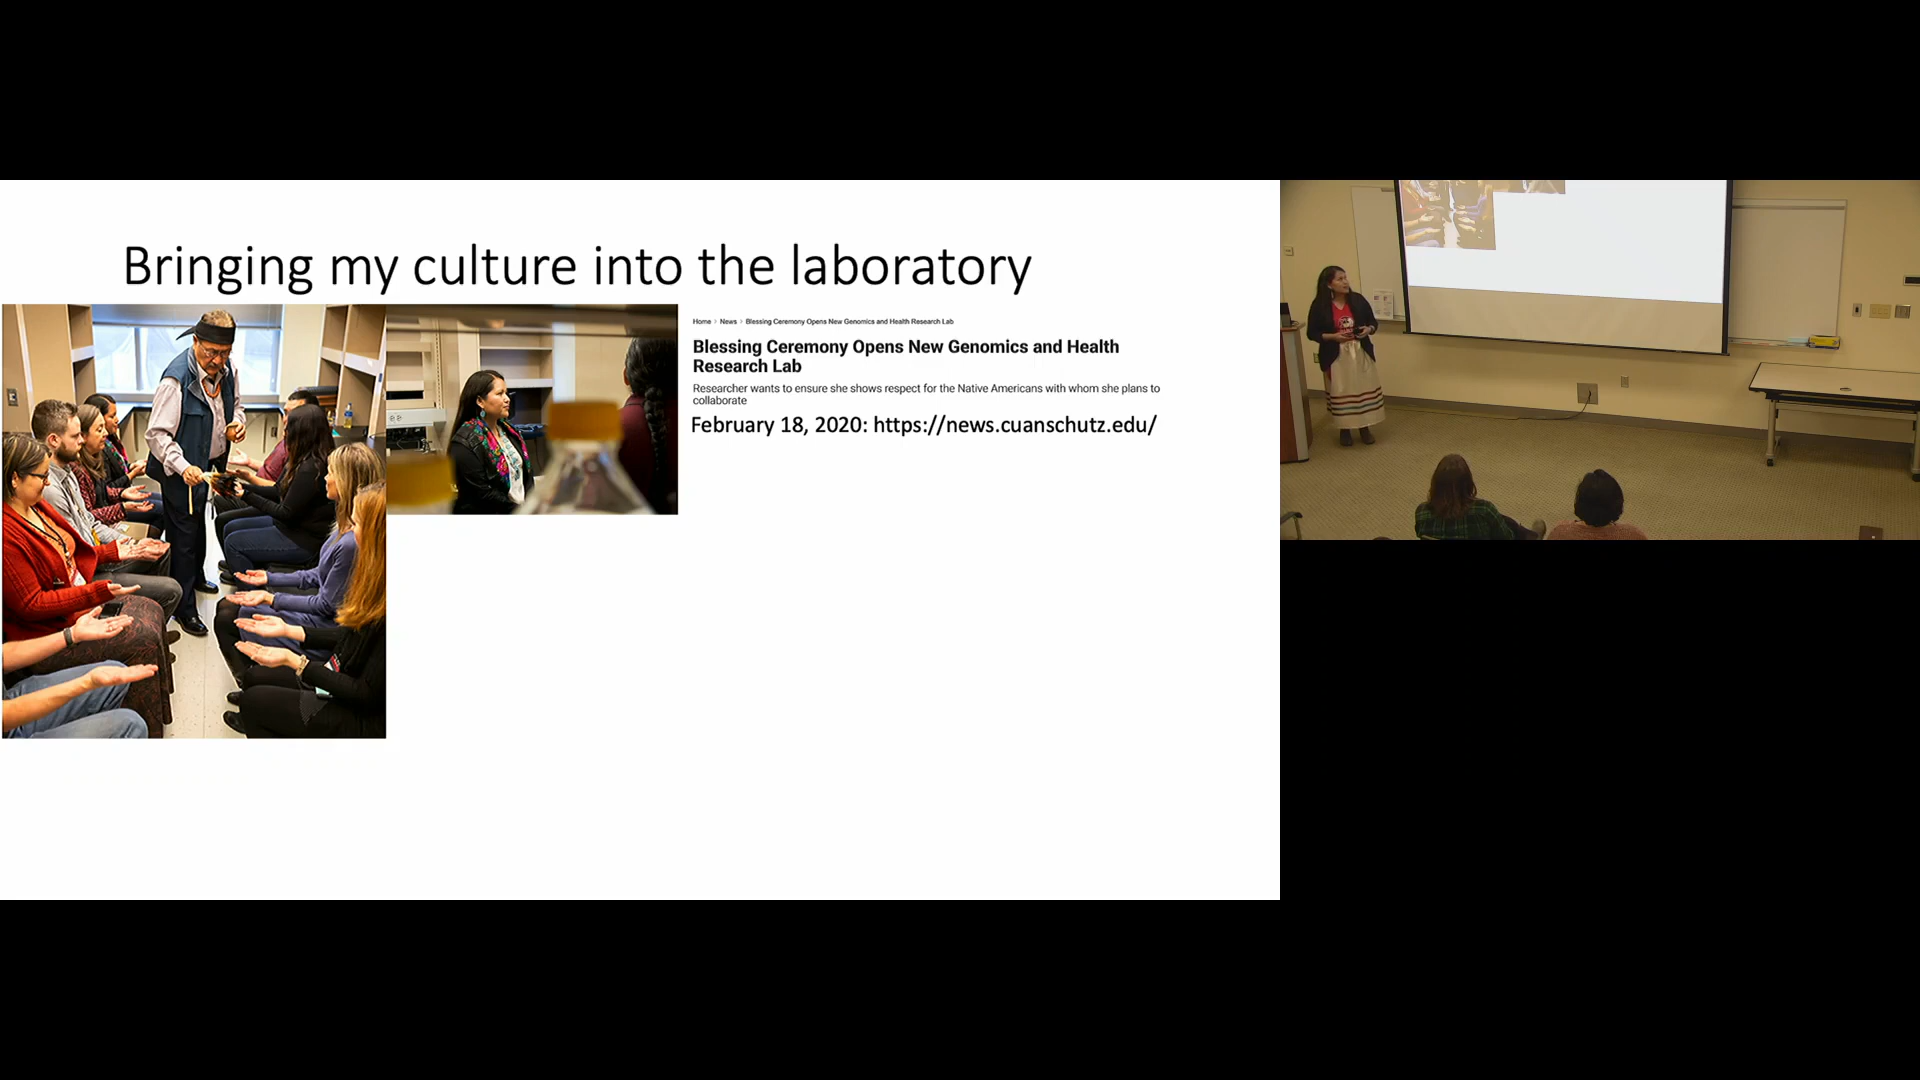 Bringing my culture into the laboratory
Home › News › Blessing Ceremony Opens New Genomics and Health Research Lab
Blessing Ceremony Opens New Genomics and Health
Research Lab
Researcher wants to ensure she shows respect for the Native Americans with whom she plans to
collaborate
February 18, 2020: https://news.cuanschutz.edu/